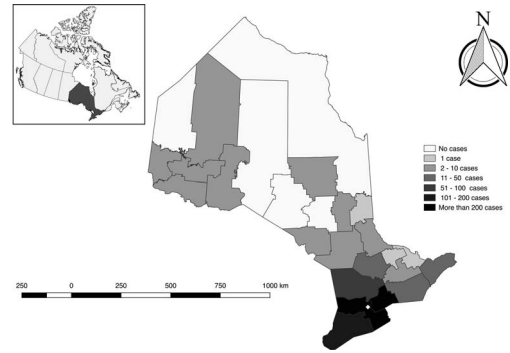 N
No cases
1 case
2 - 10 cases
11 - 50 cases
51 - 100 cases
101 - 200 cases
More than 200 cases
250 0 250 500 750 1000 km